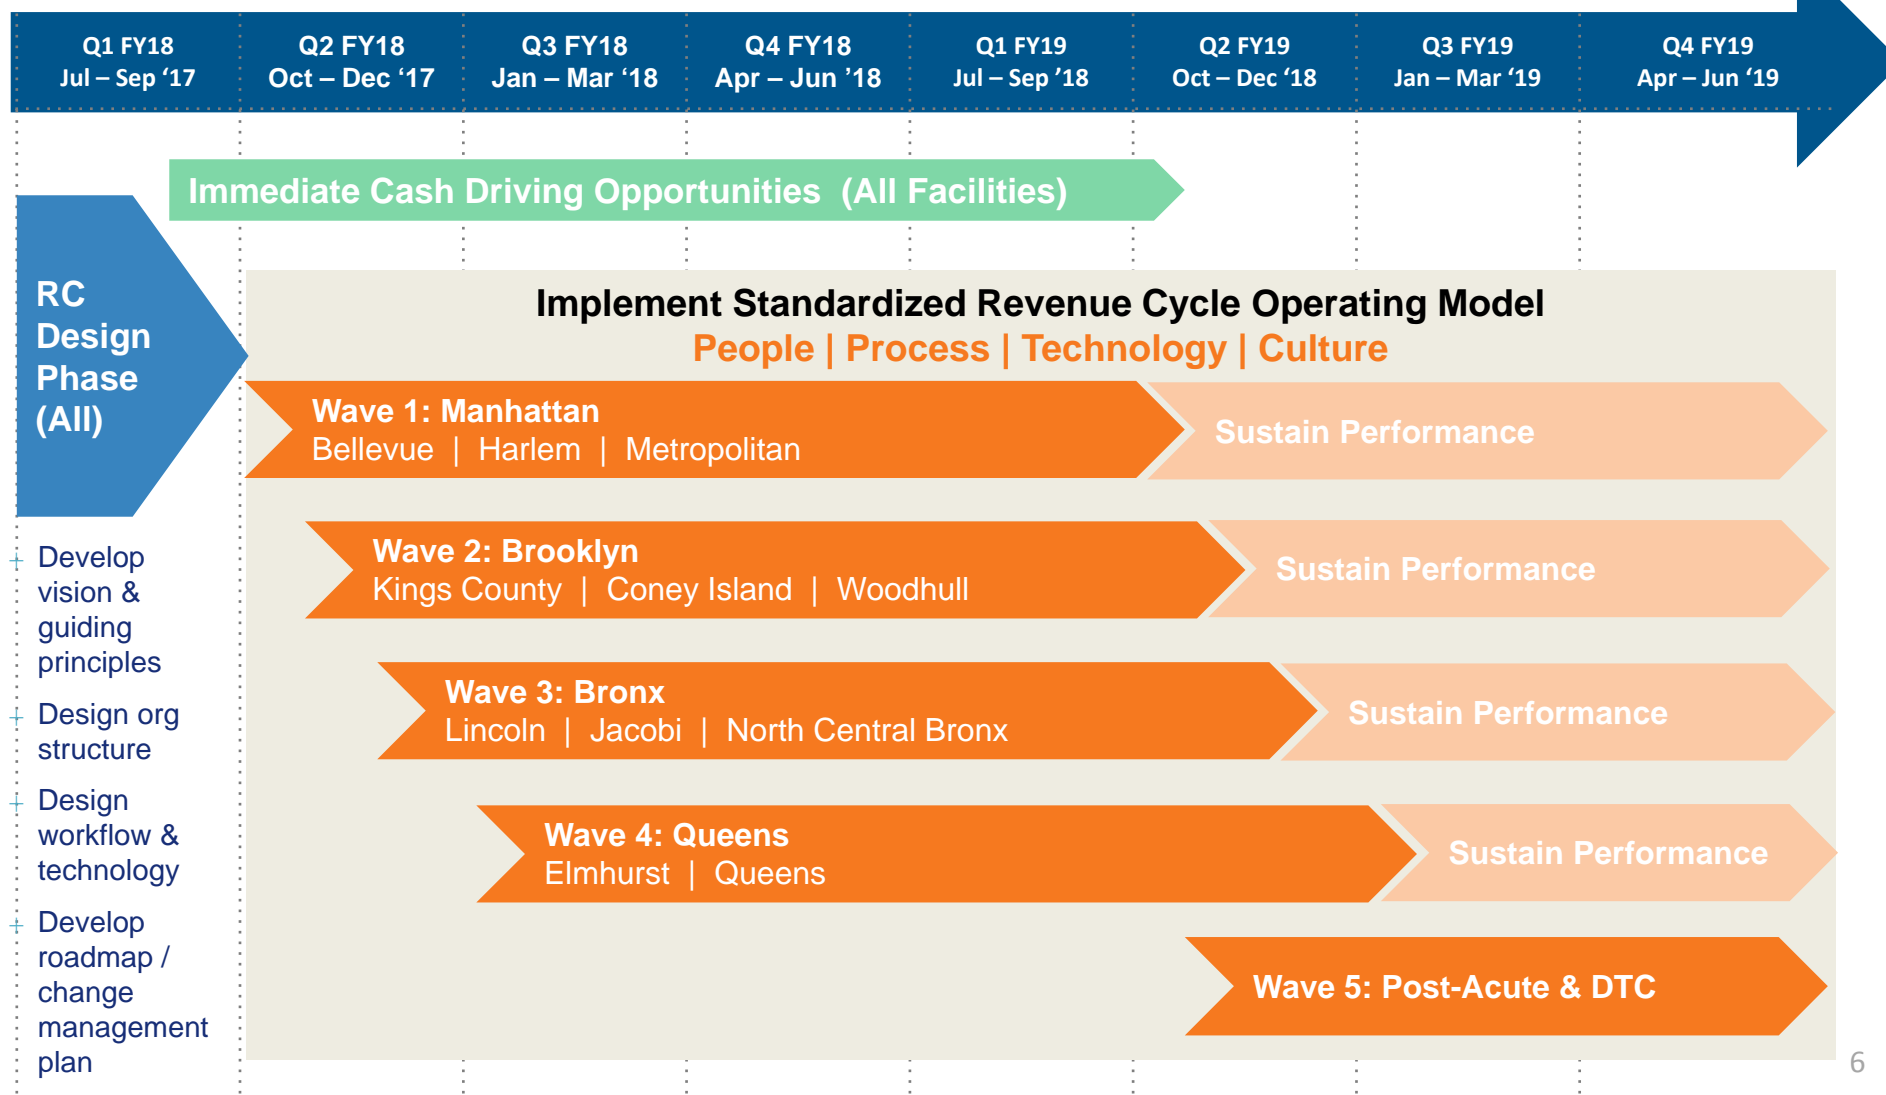 Q1 FY18
Jul – Sep ‘17
Q2 FY18
Oct – Dec ‘17
Q3 FY18
Jan – Mar ‘18
Q4 FY18
Apr – Jun ’18
Q1 FY19
Jul – Sep ’18
Q2 FY19
Oct – Dec ‘18
Q3 FY19
Jan – Mar ‘19
Q4 FY19
Apr – Jun ‘19
Immediate Cash Driving Opportunities (All Facilities)
RC
Design
Phase
(All)
Implement Standardized Revenue Cycle Operating Model
People | Process | Technology | Culture
Wave 1: Manhattan
Bellevue | Harlem | Metropolitan
Sustain Performance
Wave 2: Brooklyn
Kings County | Coney Island | Woodhull
Sustain Performance
Wave 3: Bronx
Lincoln | Jacobi | North Central Bronx
Sustain Performance
Wave 4: Queens
Elmhurst | Queens
Sustain Performance
Wave 5: Post-Acute & DTC
+ Develop
vision &
guiding
principles
+ Design org
structure
+ Design
workflow &
technology
+ Develop
roadmap /
change
management
plan
6